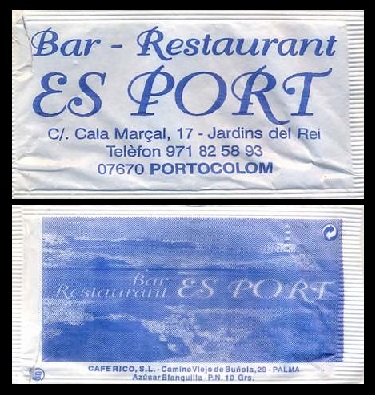 Bar - Restaurant
ES PORT
C/. Cala Marçal, 17 - Jardins del Rei
Telèfon 971 82 58 93
07670 PORTOCOLOM
Bar
Restaurant ES PORT
CAFE RICO, S.L. - Camino Viejo de Buñola, 29 - PALMA
Azúcar Blanquilla P.N. 10 Grs.